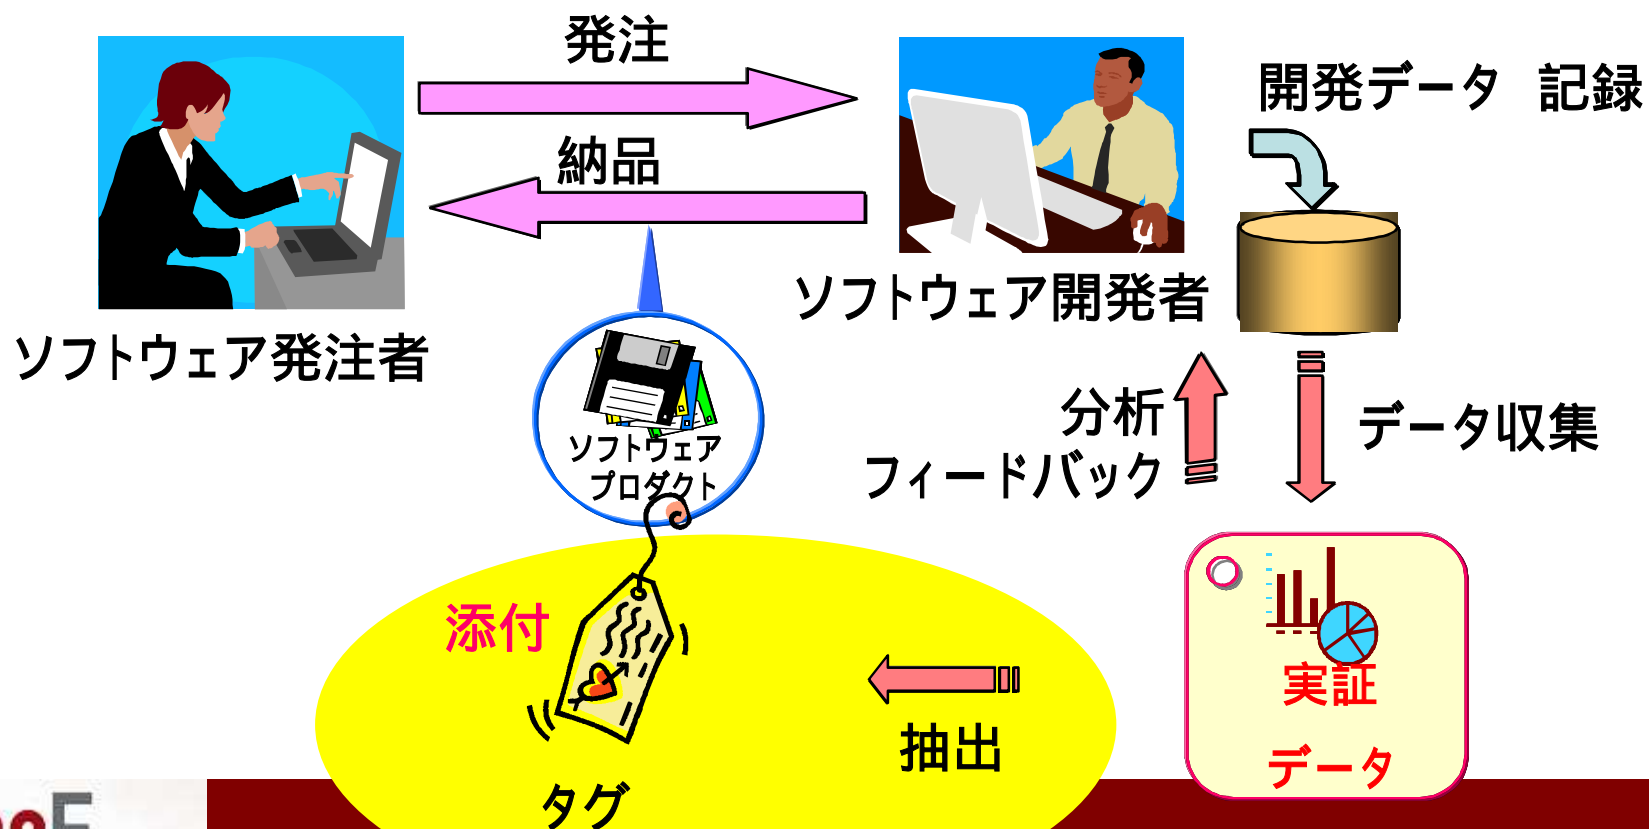 発注
開発データ 記録
納品
ソフトウェア開発者
ソフトウェア発注者
分析
フィードバック
データ収集
ソフトウェア
プロダクト
添付
実証
データ
抽出
タグ